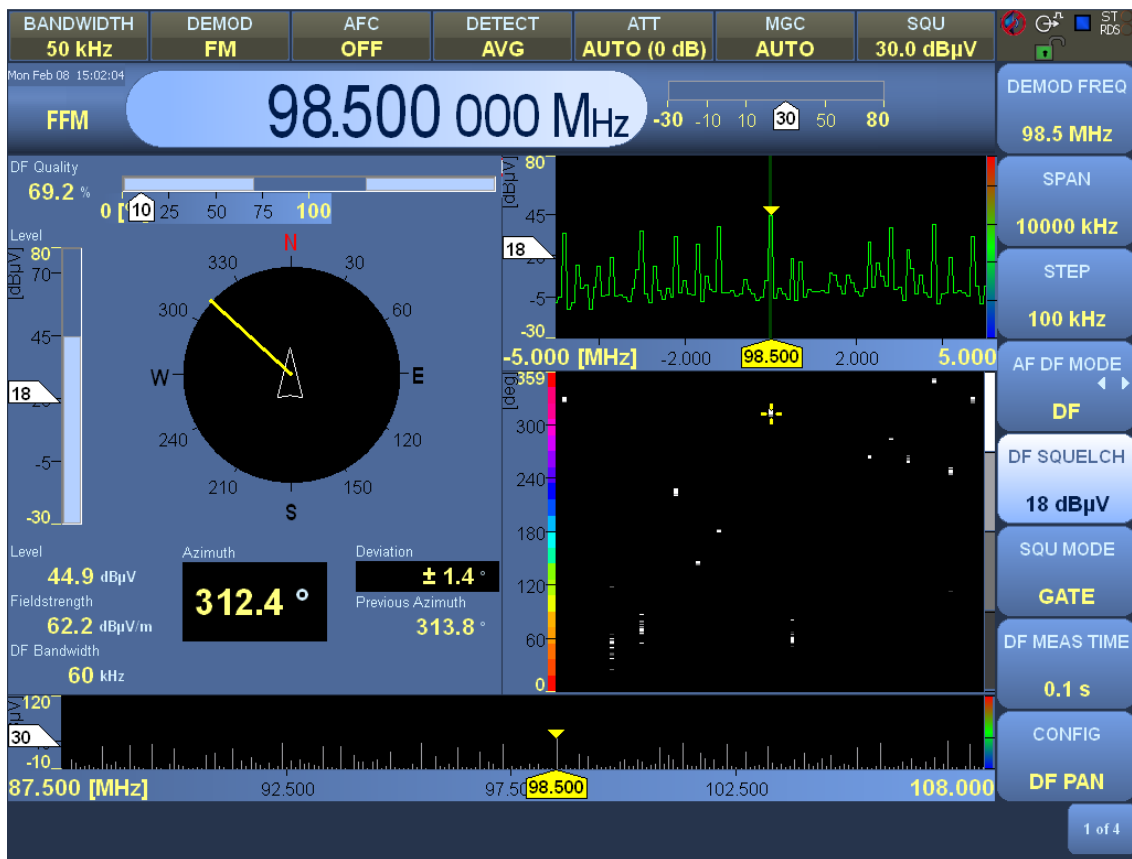 BANDWIDTH DEMOD AFC DETECT ATT MGC SQU ST
50 kHz FM OFF AVG AUTO (0 dB) AUTO 30.0 dBµV RDS
Mon Feb 08 15:02:04
FFM 98.500 000 MHz
-30 -10 10 30 50 80
DEMOD FREQ
98.5 MHz
SPAN
10000 kHz
STEP
100 kHz
AF DF MODE
DF
DF SQUELCH
18 dBµV
SQU MODE
GATE
DF MEAS TIME
0.1 s
CONFIG
DF PAN
1 of 4
DF Quality
69.2 %
0 10 25 50 75 100
Level
[dBµV]
80
70
45
18
-5
-30
N
30
60
E
120
150
S
210
240
W
300
330
Level
44.9 dBµV
Fieldstrength
62.2 dBµV/m
DF Bandwidth
60 kHz
Azimuth
312.4 °
Deviation
± 1.4 °
Previous Azimuth
313.8 °
[dBµV]
80
45
18
-5
-30
-5.000 [MHz] -2.000 98.500 2.000 5.000
[deg]
359
300
240
180
120
60
0
120
30
-10
87.500 [MHz] 92.500 98.500 102.500 108.000